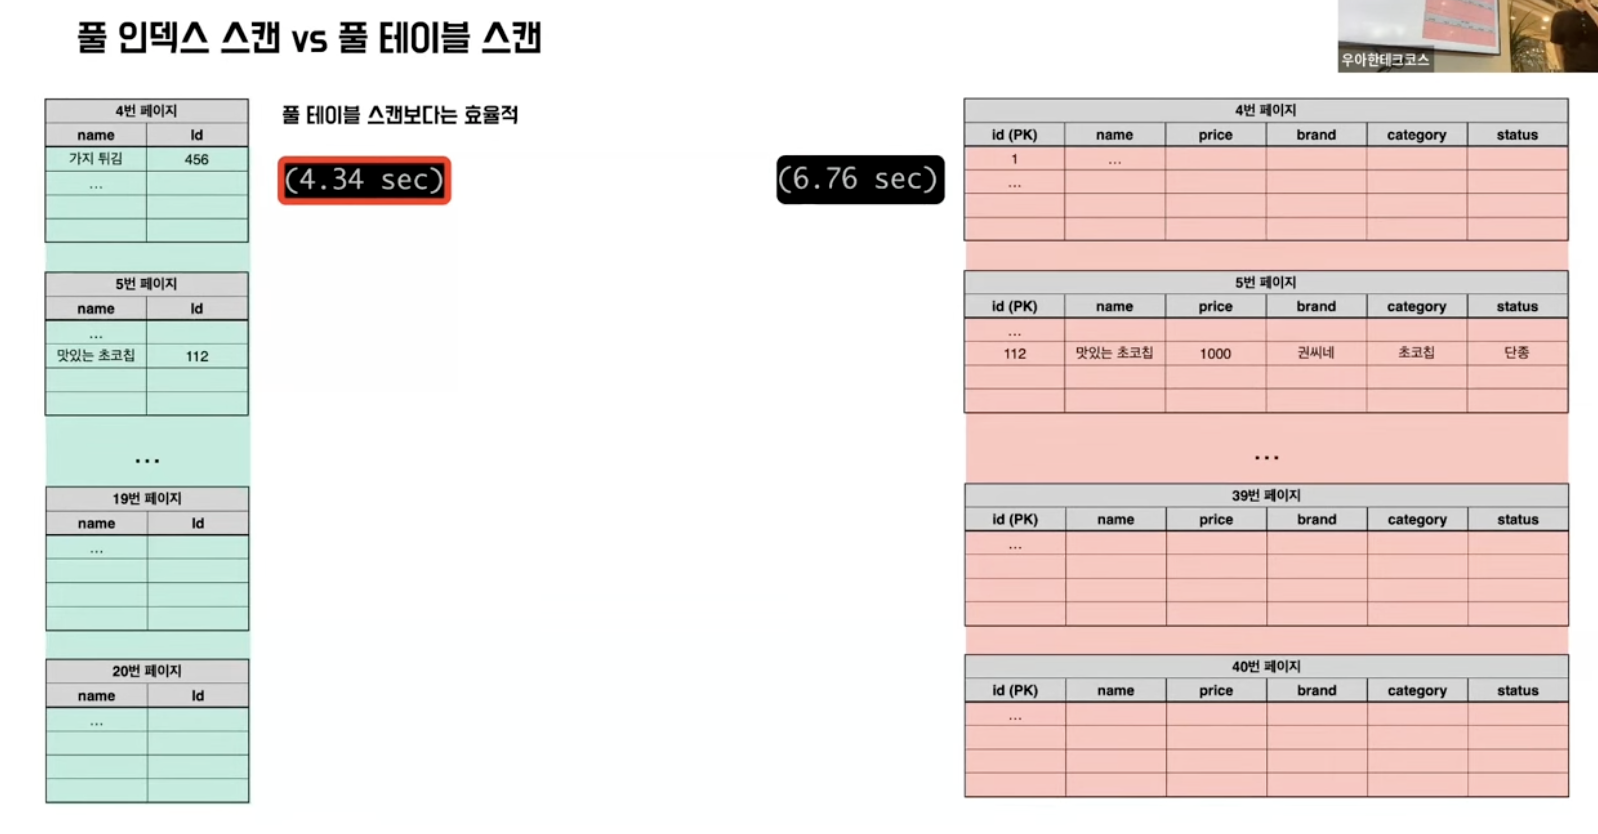 풀 인덱스 스캔 vs 풀 테이블 스캔
우아한테크코스
풀 테이블 스캔보다는 효율적
(4.34 sec)
(6.76 sec)
4번 페이지
name Id
가지 튀김 456
...
5번 페이지
name Id
...
맛있는 초코칩 112
...
19번 페이지
name Id
...
20번 페이지
name Id
...
4번 페이지
id (PK) name price brand category status
1 ...
...
5번 페이지
id (PK) name price brand category status
...
112 맛있는 초코칩 1000 권씨네 초코칩 단종
...
39번 페이지
id (PK) name price brand category status
...
40번 페이지
id (PK) name price brand category status
...